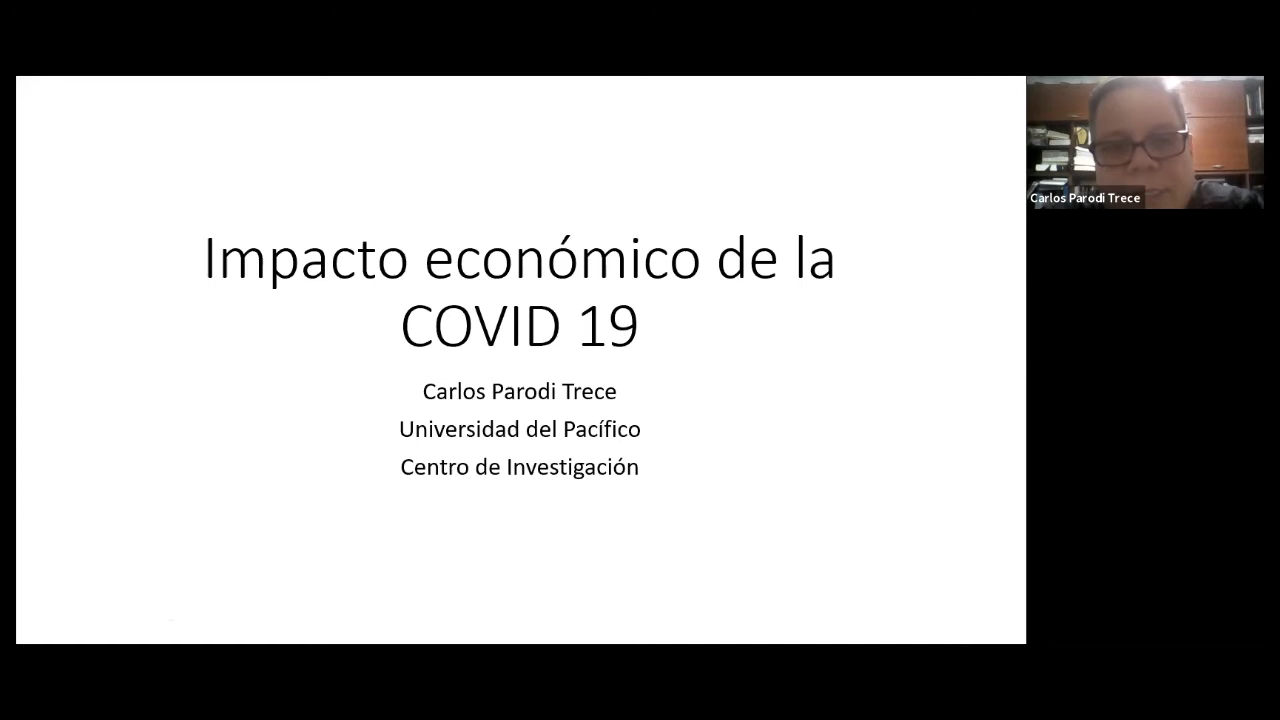 Impacto económico de la
COVID 19
Carlos Parodi Trece
Universidad del Pacífico
Centro de Investigación
Carlos Parodi Trece